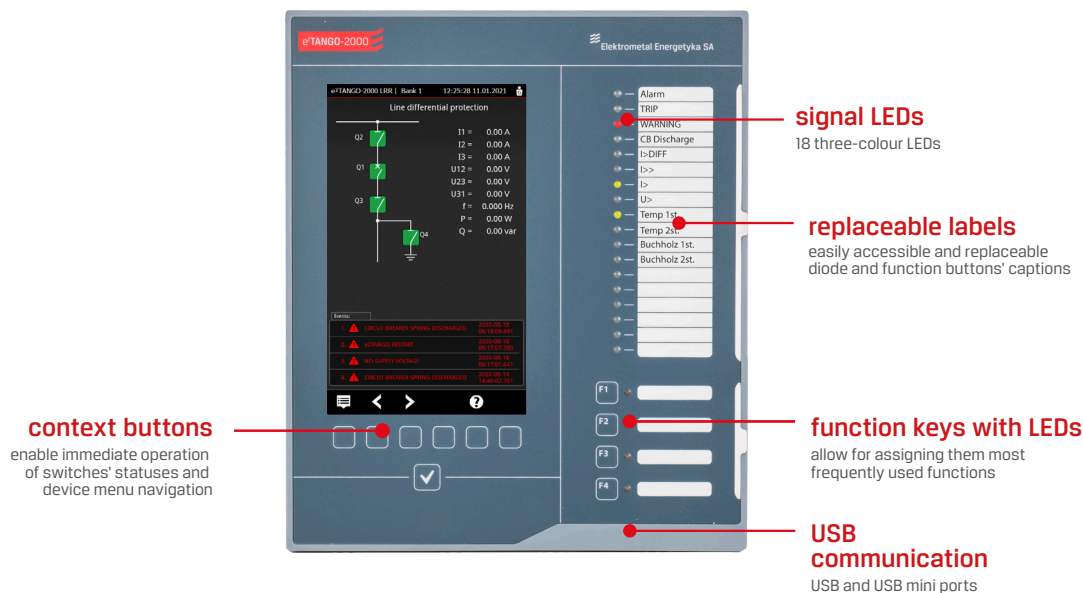 e²TANGO-2000
Elektrometal Energetyka SA
e²TANGO-2000 LRR | Bank 1 12:25:28 11.01.2021
Line differential protection
Q2
Q1
Q3
Q4
I1 = 0.00 A
I2 = 0.00 A
I3 = 0.00 A
U12 = 0.00 V
U23 = 0.00 V
U31 = 0.00 V
f = 0.000 Hz
P = 0.00 W
Q = 0.00 var
Events:
1. CIRCUT BREAKER SPRING DISCHARGED
2. e2TANGO RESTART
3. NO SUPPLY VOLTAGE
4. CIRCUT BREAKER SPRING DISCHARGED
Alarm
TRIP
WARNING
CB Discharge
I>DIFF
I>>
I>
U>
Temp 1st.
Temp 2st.
Buchholz 1st.
Buchholz 2st.
F1
F2
F3
F4
signal LEDs
18 three-colour LEDs
replaceable labels
easily accessible and replaceable
diode and function buttons' captions
context buttons
enable immediate operation
of switches' statuses and
device menu navigation
function keys with LEDs
allow for assigning them most
frequently used functions
USB
communication
USB and USB mini ports